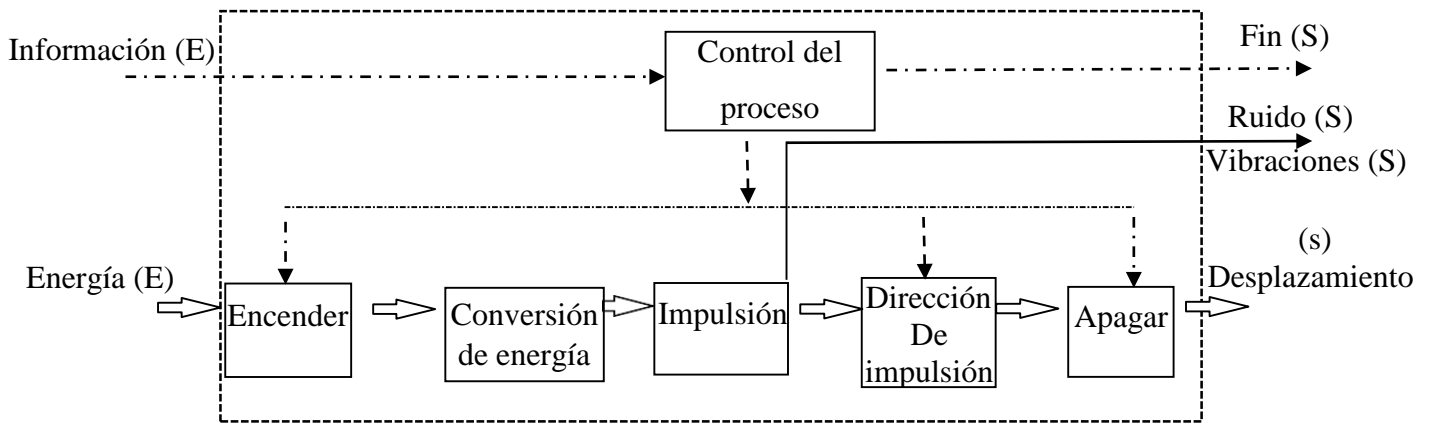 Información (E)
Control del
proceso
Fin (S)
Ruido (S)
Vibraciones (S)
Energía (E)
Encender
Conversión
de energía
Impulsión
Dirección
De
impulsión
Apagar
(s)
Desplazamiento